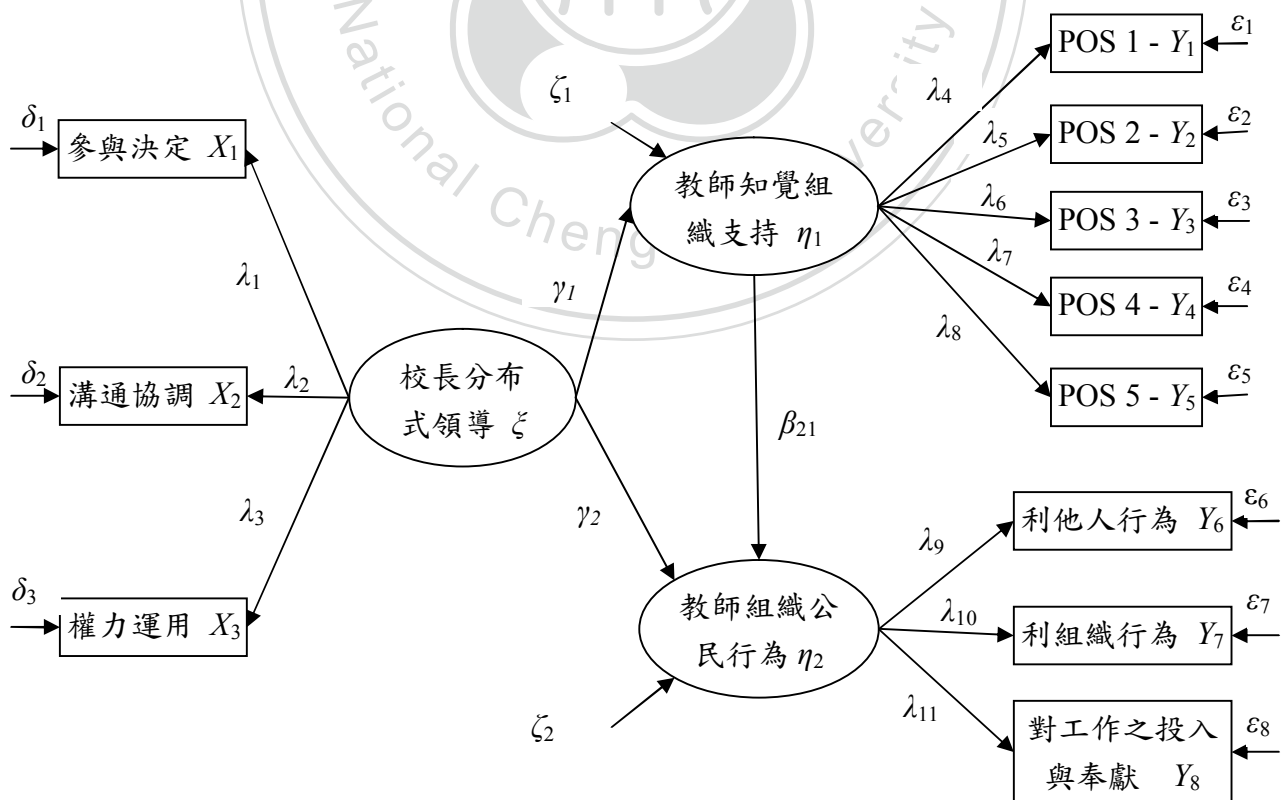 National Cheng
versity
δ1
參與決定 X1
δ2
溝通協調 X2
δ3
權力運用 X3
λ1
λ2
λ3
校長分布
式領導 ξ
γ1
γ2
ζ1
教師知覺組
織支持 η1
β21
教師組織公
民行為 η2
ζ2
λ4
λ5
λ6
λ7
λ8
POS 1 - Y1
ε1
POS 2 - Y2
ε2
POS 3 - Y3
ε3
POS 4 - Y4
ε4
POS 5 - Y5
ε5
λ9
λ10
λ11
利他人行為 Y6
ε6
利組織行為 Y7
ε7
對工作之投入
與奉獻 Y8
ε8